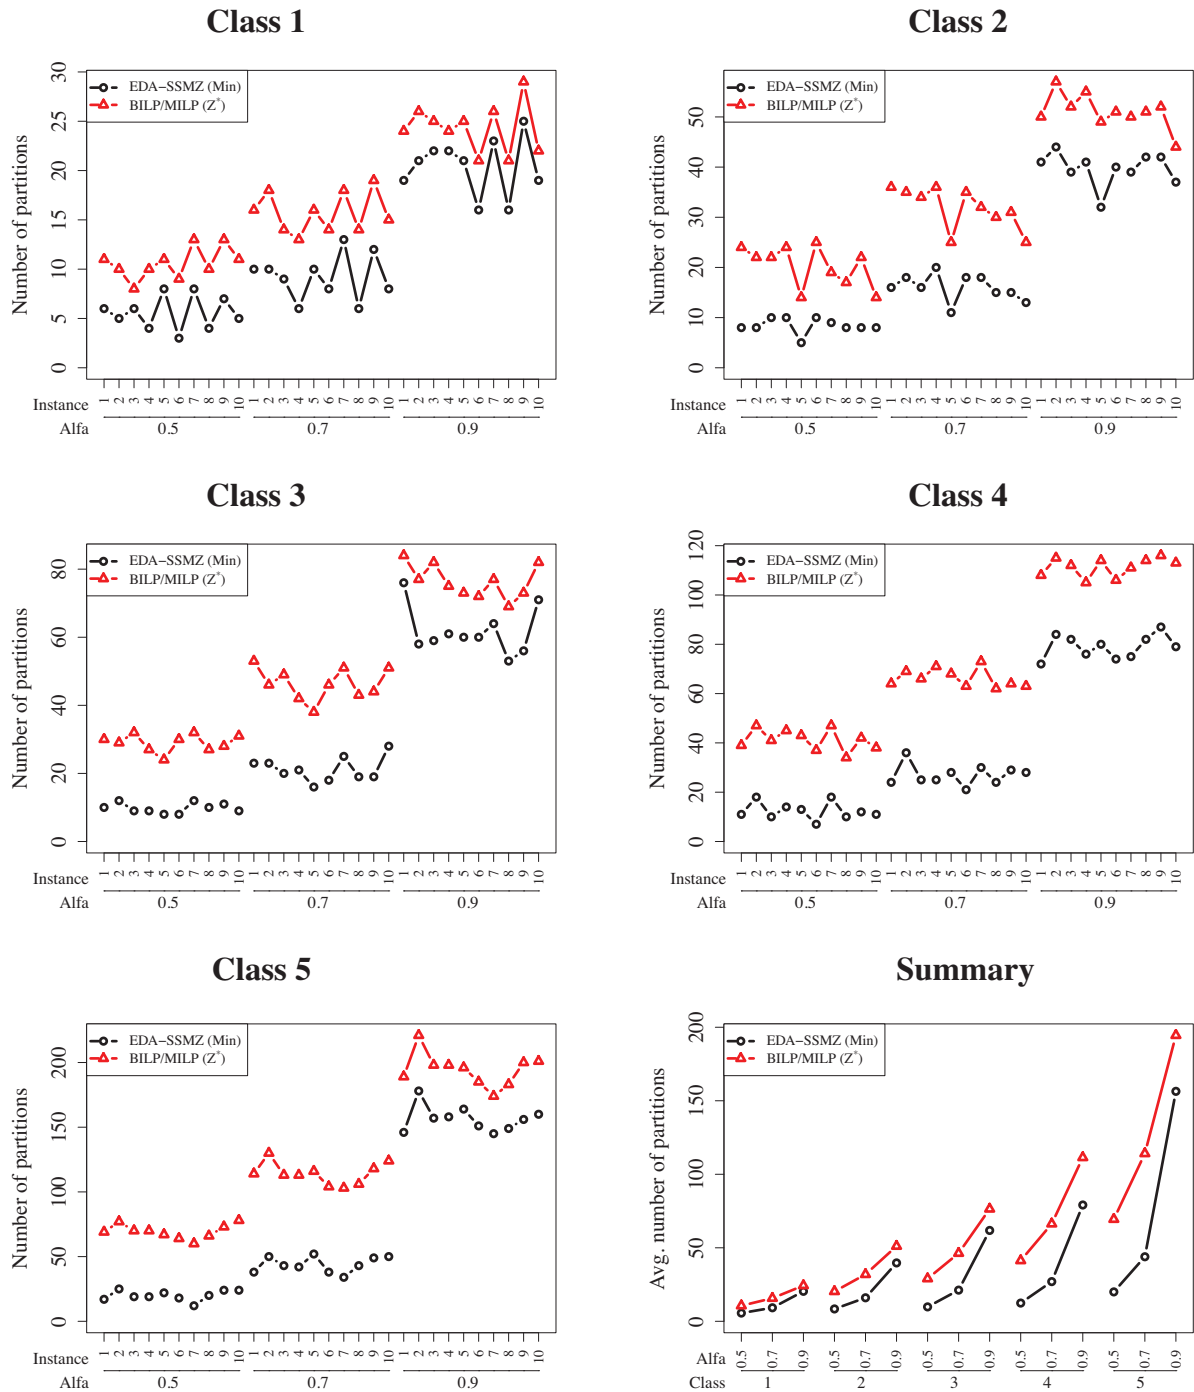 Class 1
EDA−SSMZ (Min)
BILP/MILP (Z*)
Number of partitions
0 5 10 15 20 25 30
Instance 1 2 3 4 5 6 7 8 9 10 1 2 3 4 5 6 7 8 9 10 1 2 3 4 5 6 7 8 9 10
Alfa 0.5 0.7 0.9
Class 2
EDA−SSMZ (Min)
BILP/MILP (Z*)
Number of partitions
0 10 20 30 40 50
Instance 1 2 3 4 5 6 7 8 9 10 1 2 3 4 5 6 7 8 9 10 1 2 3 4 5 6 7 8 9 10
Alfa 0.5 0.7 0.9
Class 3
EDA−SSMZ (Min)
BILP/MILP (Z*)
Number of partitions
0 20 40 60 80
Instance 1 2 3 4 5 6 7 8 9 10 1 2 3 4 5 6 7 8 9 10 1 2 3 4 5 6 7 8 9 10
Alfa 0.5 0.7 0.9
Class 4
EDA−SSMZ (Min)
BILP/MILP (Z*)
Number of partitions
0 20 40 60 80 100 120
Instance 1 2 3 4 5 6 7 8 9 10 1 2 3 4 5 6 7 8 9 10 1 2 3 4 5 6 7 8 9 10
Alfa 0.5 0.7 0.9
Class 5
EDA−SSMZ (Min)
BILP/MILP (Z*)
Number of partitions
0 50 100 150 200
Instance 1 2 3 4 5 6 7 8 9 10 1 2 3 4 5 6 7 8 9 10 1 2 3 4 5 6 7 8 9 10
Alfa 0.5 0.7 0.9
Summary
EDA−SSMZ (Min)
BILP/MILP (Z*)
Avg. number of partitions
0 50 100 150 200
Alfa 0.5 0.7 0.9 0.5 0.7 0.9 0.5 0.7 0.9 0.5 0.7 0.9 0.5 0.7 0.9
Class 1 2 3 4 5